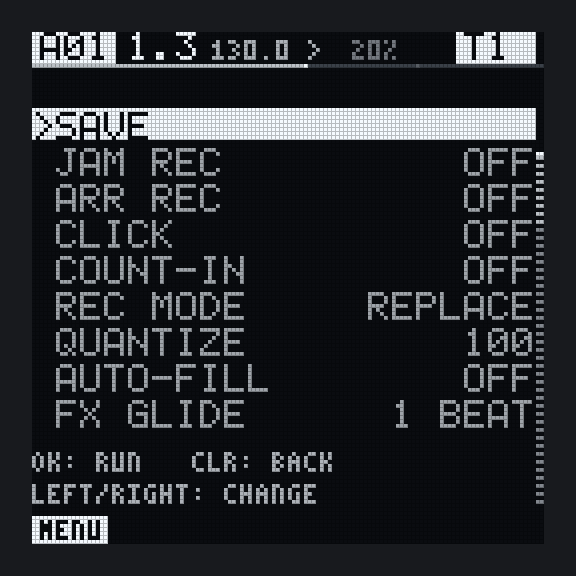 A01 1.3 130.0 > 20% T1
>SAVE
JAM REC OFF
ARR REC OFF
CLICK OFF
COUNT-IN OFF
REC MODE REPLACE
QUANTIZE 100
AUTO-FILL OFF
FX GLIDE 1 BEAT
OK: RUN CLR: BACK
LEFT/RIGHT: CHANGE
MENU